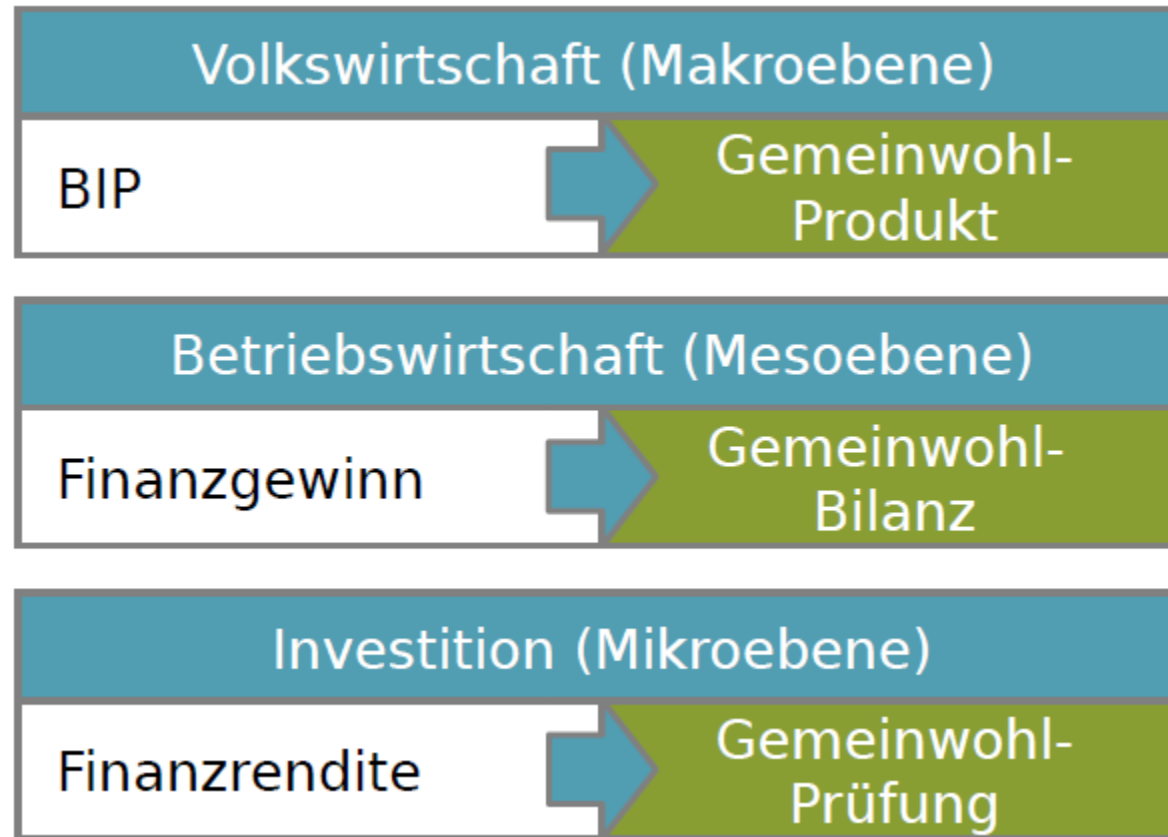 Volkswirtschaft (Makroebene)
BIP
Gemeinwohl-
Produkt
Betriebswirtschaft (Mesoebene)
Finanzgewinn
Gemeinwohl-
Bilanz
Investition (Mikroebene)
Finanzrendite
Gemeinwohl-
Prüfung